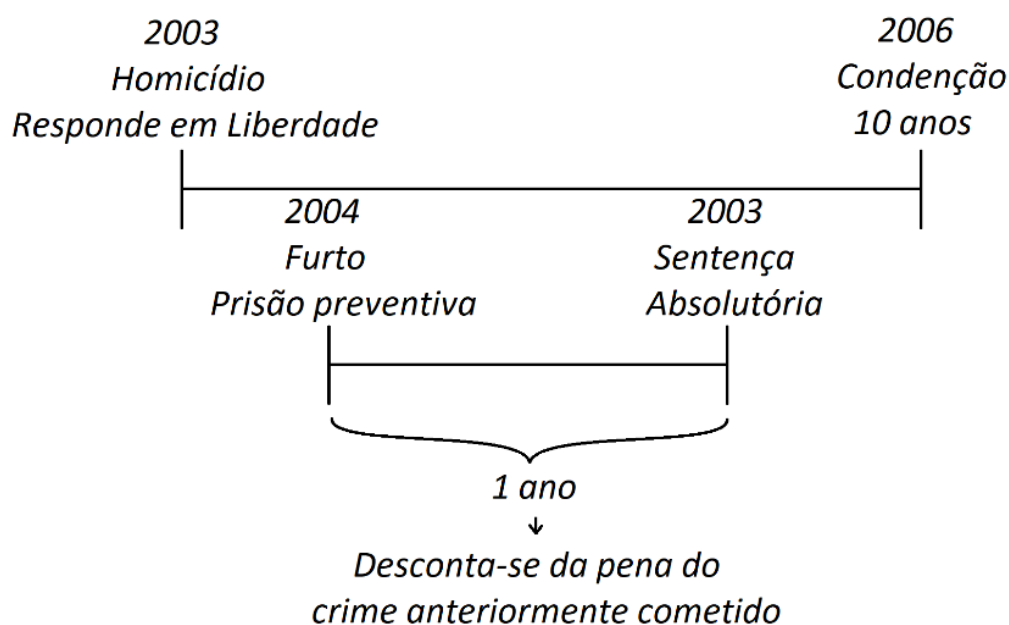 2003
Homicídio
Responde em Liberdade
2006
Condenção
10 anos
2004
Furto
Prisão preventiva
2003
Sentença
Absolutória
1 ano
Desconta-se da pena do
crime anteriormente cometido